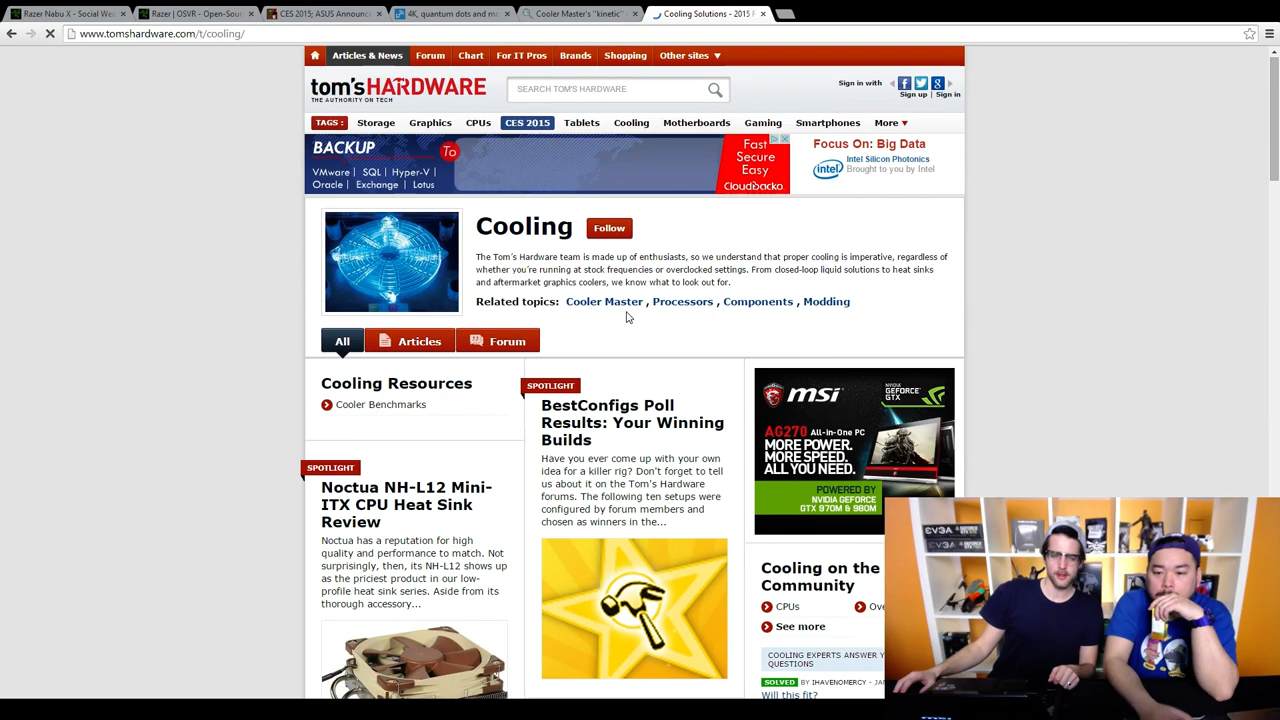 Razer Nabu X - Social Wea
Razer | OSVR - Open-Sou
CES 2015; ASUS Announc
4K, quantum dots and mo
Cooler Master's "kinetic"
Cooling Solutions - 2015 F
www.tomshardware.com/t/cooling/
Articles & News
Forum
Chart
For IT Pros
Brands
Shopping
Other sites
tom's HARDWARE
THE AUTHORITY ON TECH
SEARCH TOM'S HARDWARE
Sign in with
Sign up | Sign in
TAGS :
Storage
Graphics
CPUs
CES 2015
Tablets
Cooling
Motherboards
Gaming
Smartphones
More
BACKUP
To
VMware | SQL | Hyper-V |
Oracle | Exchange | Lotus
Fast
Secure
Easy
Cloudbacko
Focus On: Big Data
intel
Intel Silicon Photonics
Brought to you by Intel
Cooling
Follow
The Tom's Hardware team is made up of enthusiasts, so we understand that proper cooling is imperative, regardless of
whether you're running at stock frequencies or overclocked settings. From closed-loop liquid solutions to heat sinks
and aftermarket graphics coolers, we know what to look out for.
Related topics: Cooler Master , Processors , Components , Modding
All
Articles
Forum
Cooling Resources
Cooler Benchmarks
SPOTLIGHT
Noctua NH-L12 Mini-
ITX CPU Heat Sink
Review
Noctua has a reputation for high
quality and performance to match. Not
surprisingly, then, its NH-L12 shows up
as the priciest product in our low-
profile heat sink series. Aside from its
thorough accessory...
SPOTLIGHT
BestConfigs Poll
Results: Your Winning
Builds
Have you ever come up with your own
idea for a killer rig? Don't forget to tell
us about it on the Tom's Hardware
forums. The following ten setups were
configured by forum members and
chosen as winners in the...
msi
NVIDIA
GEFORCE
GTX
AG270 All-in-One PC
MORE POWER.
MORE SPEED.
ALL YOU NEED.
POWERED BY
NVIDIA GEFORCE
GTX 970M & 980M
Cooling on the
Community
CPUs
Ove
See more
COOLING EXPERTS ANSWER Y
QUESTIONS
SOLVED BY IHAVENOMERCY - JAN
Will this fit?
EVGA